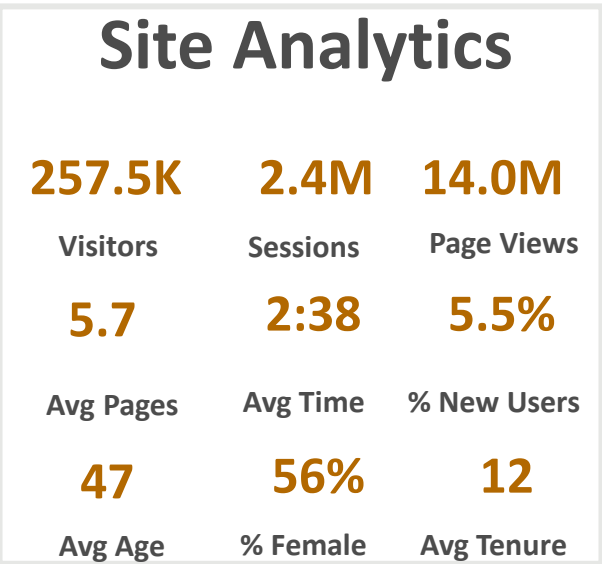 Site Analytics
257.5K 2.4M 14.0M
Visitors Sessions Page Views
5.7 2:38 5.5%
Avg Pages Avg Time % New Users
47 56% 12
Avg Age % Female Avg Tenure